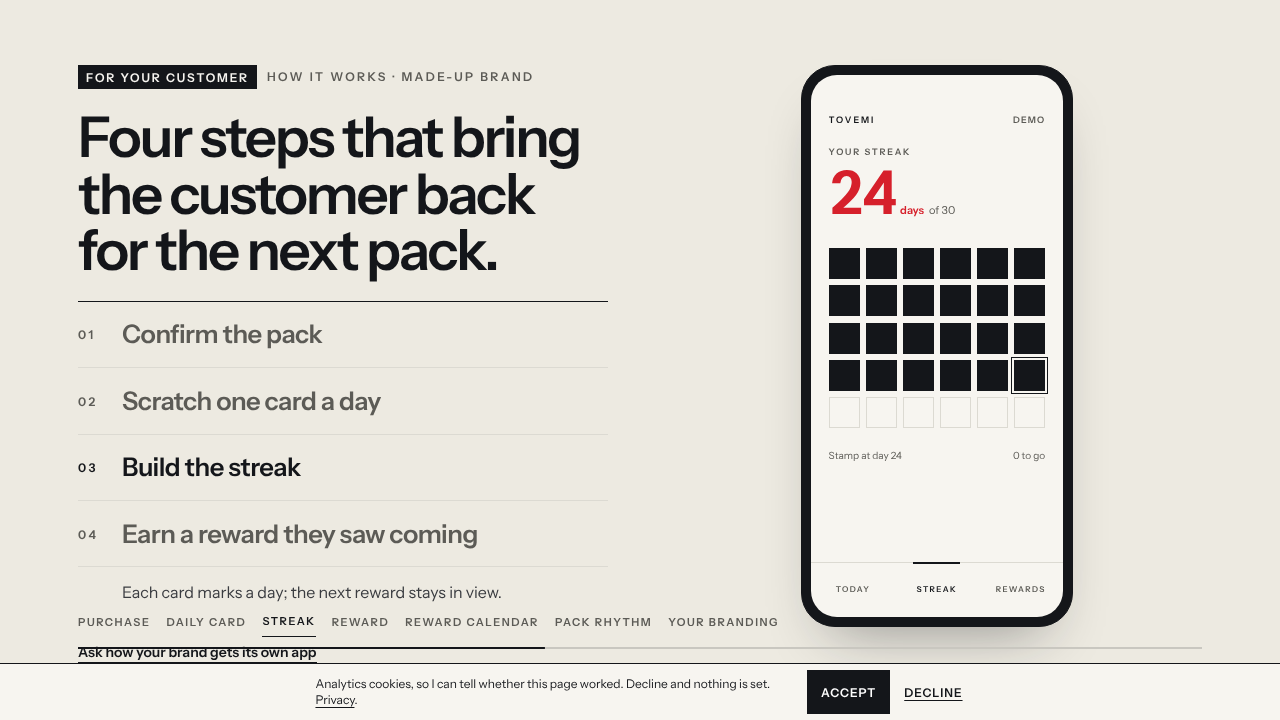 FOR YOUR CUSTOMER HOW IT WORKS · MADE-UP BRAND
Four steps that bring
the customer back
for the next pack.
01 Confirm the pack
02 Scratch one card a day
03 Build the streak
04 Earn a reward they saw coming
Each card marks a day; the next reward stays in view.
PURCHASE DAILY CARD STREAK REWARD REWARD CALENDAR PACK RHYTHM YOUR BRANDING
Ask how your brand gets its own app
TOVEMI DEMO
YOUR STREAK
24 days of 30
Stamp at day 24 0 to go
TODAY STREAK REWARDS
Analytics cookies, so I can tell whether this page worked. Decline and nothing is set.
Privacy.
ACCEPT DECLINE